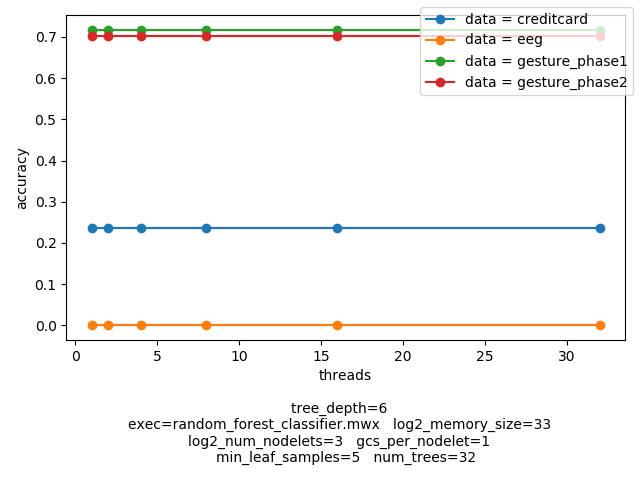 data = creditcard
data = eeg
data = gesture_phase1
data = gesture_phase2
0.7
0.6
0.5
0.4
0.3
0.2
0.1
0.0
accuracy
0 5 10 15 20 25 30
threads
tree_depth=6
exec=random_forest_classifier.mwx log2_memory_size=33
log2_num_nodelets=3 gcs_per_nodelet=1
min_leaf_samples=5 num_trees=32